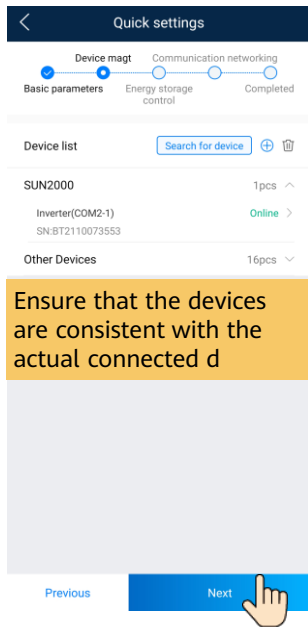 Quick settings
Device magt Communication networking
Basic parameters Energy storage control Completed
Device list Search for device
SUN2000 1pcs
Inverter(COM2-1) Online
SN:BT2110073553
Other Devices 16pcs
Ensure that the devices
are consistent with the
actual connected d
Previous Next